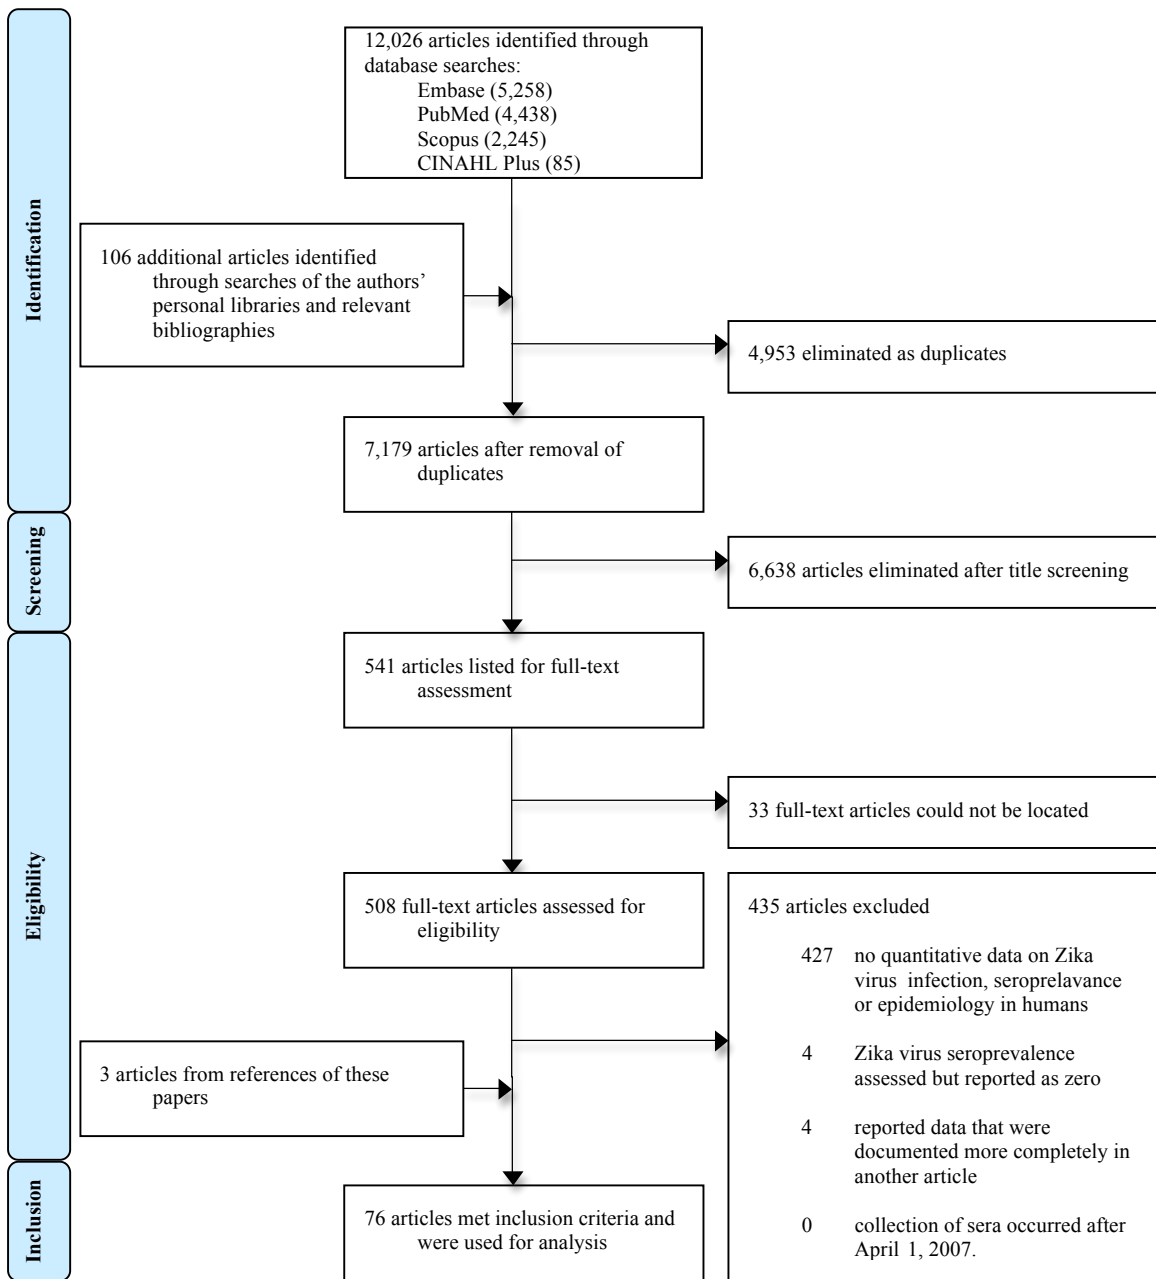 12,026 articles identified through
database searches:
Embase (5,258)
PubMed (4,438)
Scopus (2,245)
CINAHL Plus (85)
Identification
106 additional articles identified
through searches of the authors’
personal libraries and relevant
bibliographies
4,953 eliminated as duplicates
7,179 articles after removal of
duplicates
Screening
6,638 articles eliminated after title screening
541 articles listed for full-text
assessment
33 full-text articles could not be located
Eligibility
508 full-text articles assessed for
eligibility
435 articles excluded
427 no quantitative data on Zika
virus infection, seroprelavance
or epidemiology in humans
4 Zika virus seroprevalence
assessed but reported as zero
4 reported data that were
documented more completely in
another article
0 collection of sera occurred after
April 1, 2007.
3 articles from references of these
papers
Inclusion
76 articles met inclusion criteria and
were used for analysis